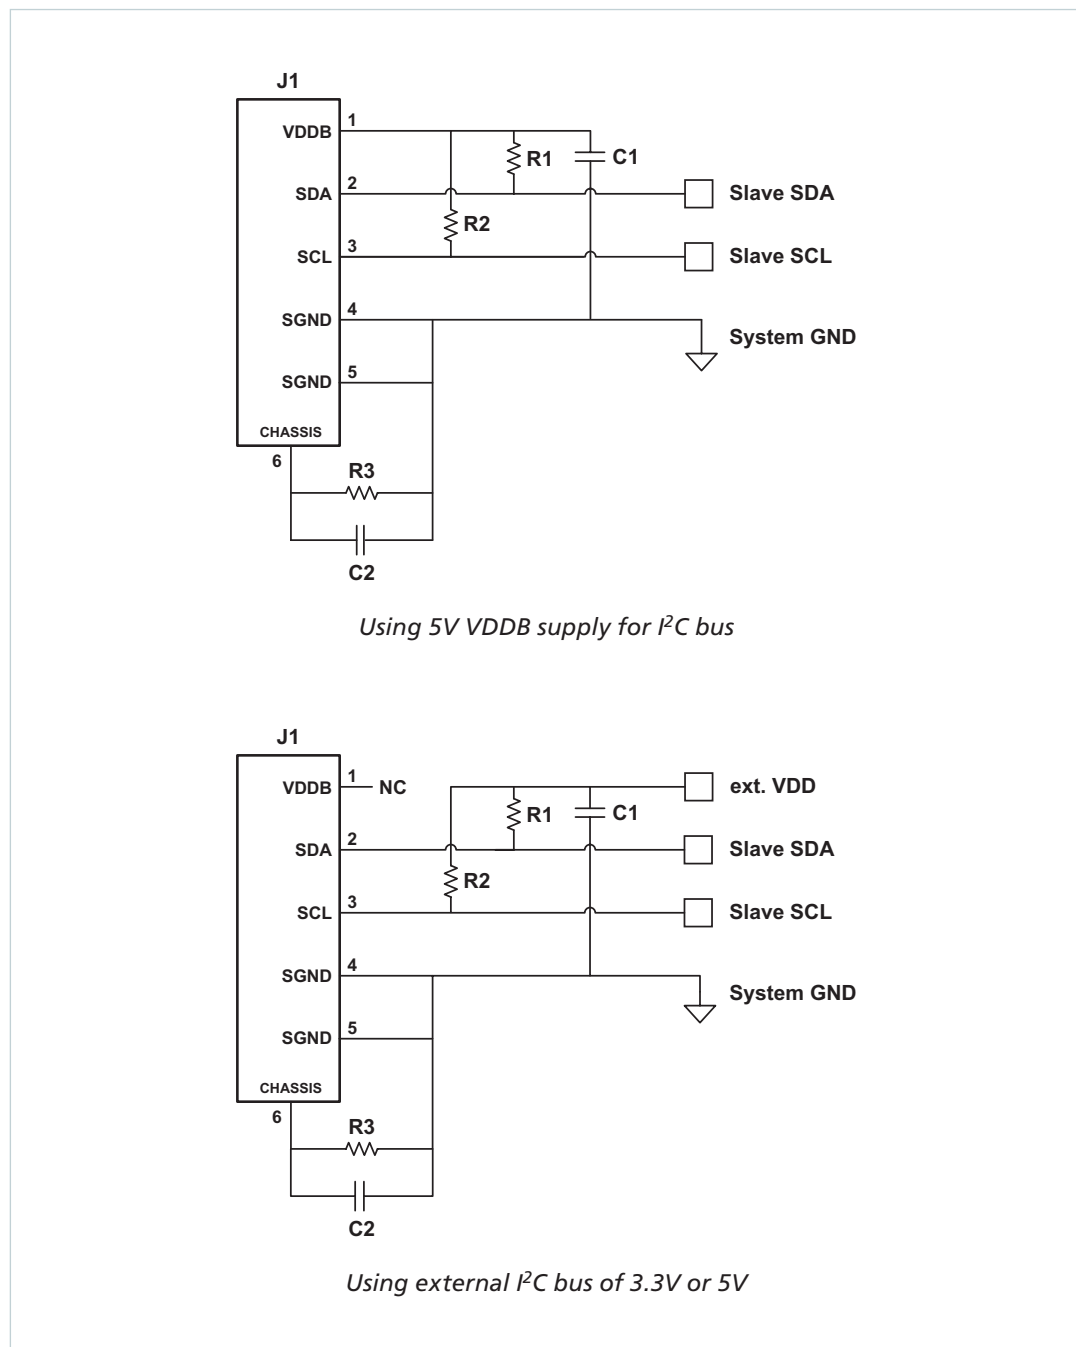 J1
1
VDDB
R1
C1
2
SDA
Slave SDA
R2
3
SCL
Slave SCL
4
SGND
System GND
5
SGND
CHASSIS
6
R3
C2
Using 5V VDDB supply for I²C bus
J1
1
VDDB
NC
ext. VDD
R1
C1
2
SDA
Slave SDA
R2
3
SCL
Slave SCL
4
SGND
System GND
5
SGND
CHASSIS
6
R3
C2
Using external I²C bus of 3.3V or 5V